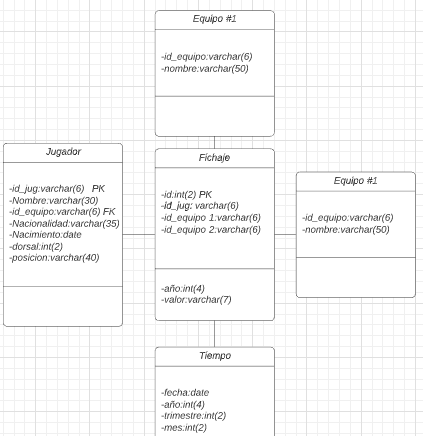 Equipo #1
-id_equipo:varchar(6)
-nombre:varchar(50)
Jugador
-id_jug:varchar(6) PK
-Nombre:varchar(30)
-id_equipo:varchar(6) FK
-Nacionalidad:varchar(35)
-Nacimiento:date
-dorsal:int(2)
-posicion:varchar(40)
Fichaje
-id:int(2) PK
-id_jug: varchar(6)
-id_equipo 1:varchar(6)
-id_equipo 2:varchar(6)
-año:int(4)
-valor:varchar(7)
Equipo #1
-id_equipo:varchar(6)
-nombre:varchar(50)
Tiempo
-fecha:date
-año:int(4)
-trimestre:int(2)
-mes:int(2)